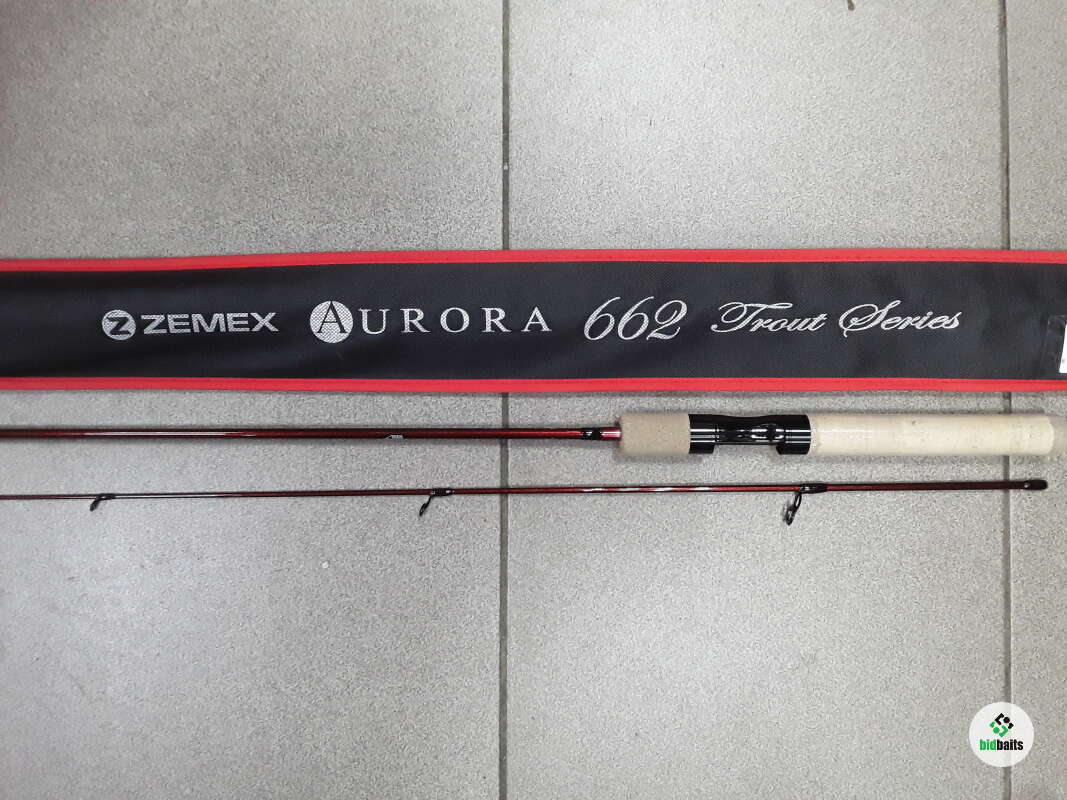 ZEMEX AURORA 662 Trout Series
bidbaits